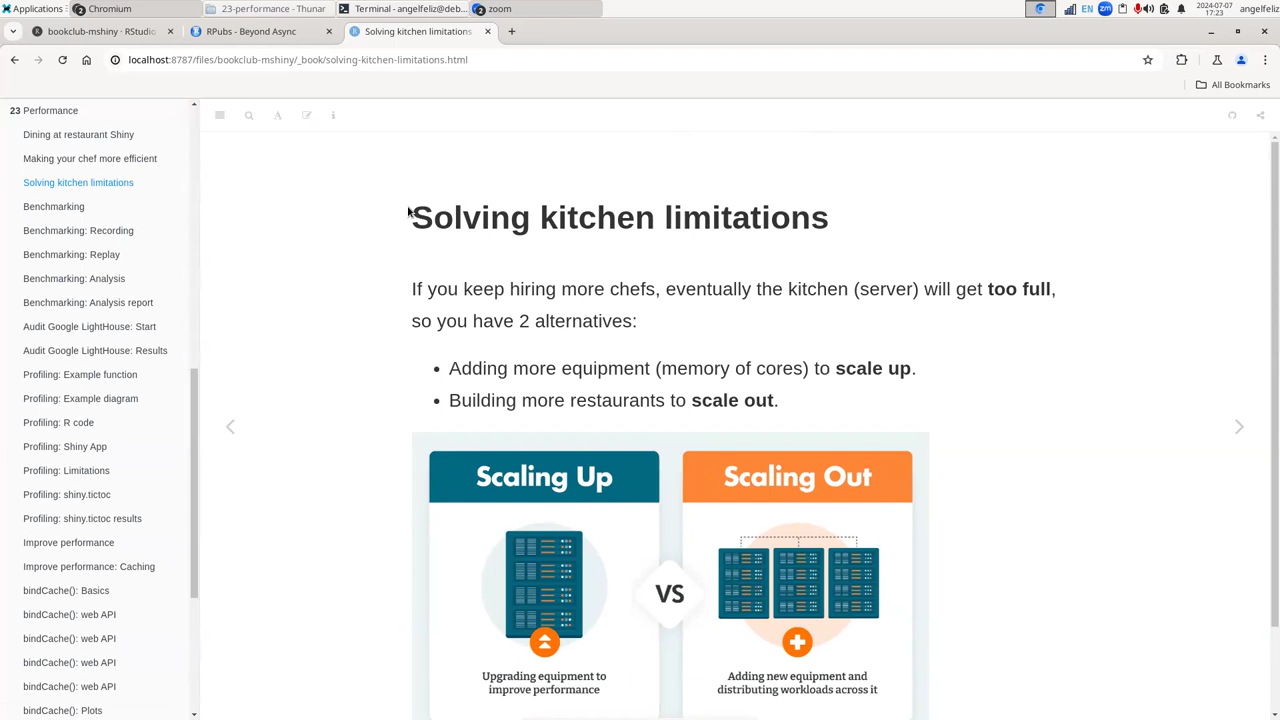 Applications
2 Chromium
23-performance - Thunar
Terminal - angelfeliz@deb...
2 zoom
EN
zm
2024-07-07
17:23
angelfeliz
bookclub-mshiny : RStudio
RPubs - Beyond Async
Solving kitchen limitations
localhost:8787/files/bookclub-mshiny/_book/solving-kitchen-limitations.html
All Bookmarks
23 Performance
Dining at restaurant Shiny
Making your chef more efficient
Solving kitchen limitations
Benchmarking
Benchmarking: Recording
Benchmarking: Replay
Benchmarking: Analysis
Benchmarking: Analysis report
Audit Google LightHouse: Start
Audit Google LightHouse: Results
Profiling: Example function
Profiling: Example diagram
Profiling: R code
Profiling: Shiny App
Profiling: Limitations
Profiling: shiny.tictoc
Profiling: shiny.tictoc results
Improve performance
Improve performance: Caching
bindCache(): Basics
bindCache(): web API
bindCache(): web API
bindCache(): web API
bindCache(): web API
bindCache(): Plots
A
i
Solving kitchen limitations
If you keep hiring more chefs, eventually the kitchen (server) will get too full,
so you have 2 alternatives:
• Adding more equipment (memory of cores) to scale up.
• Building more restaurants to scale out.
Scaling Up
VS
Scaling Out
Upgrading equipment to
improve performance
Adding new equipment and
distributing workloads across it